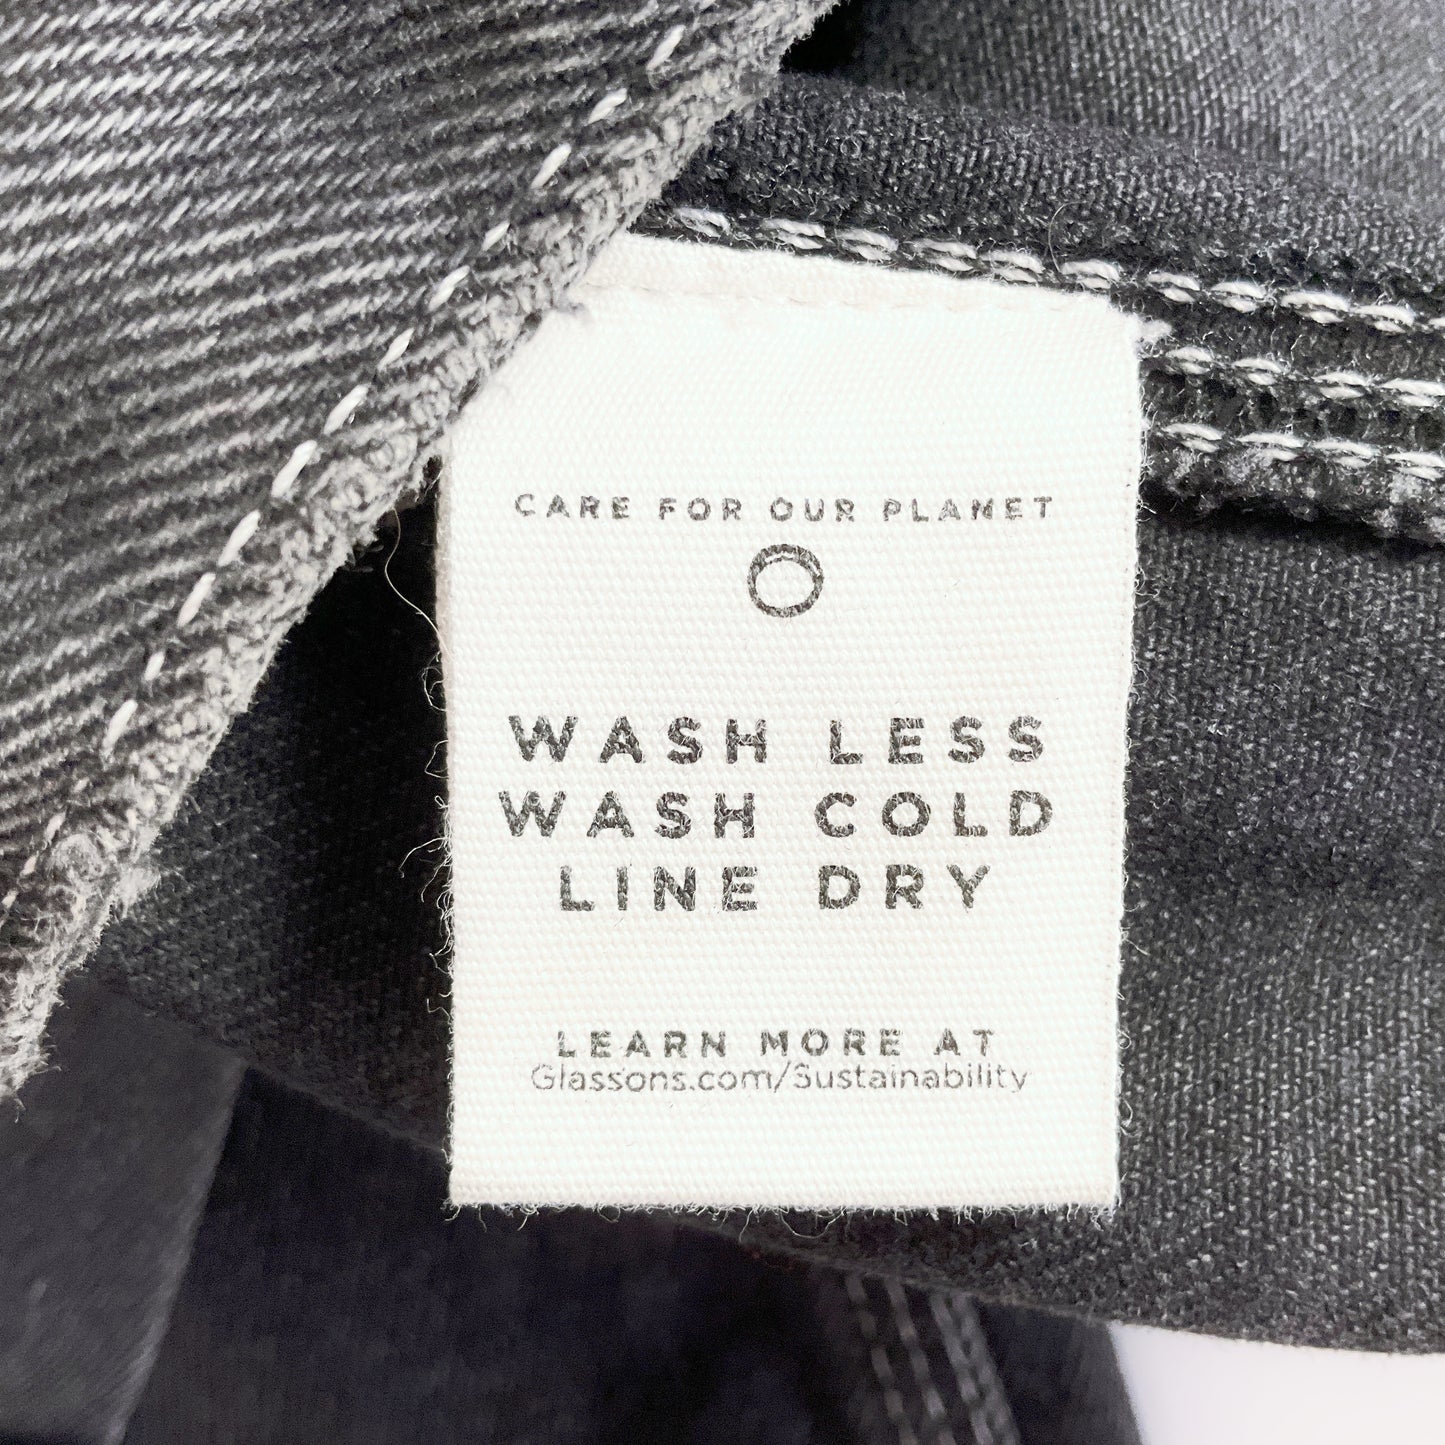 CARE FOR OUR PLANET
WASH LESS
WASH COLD
LINE DRY
LEARN MORE AT
Glassons.com/Sustainability